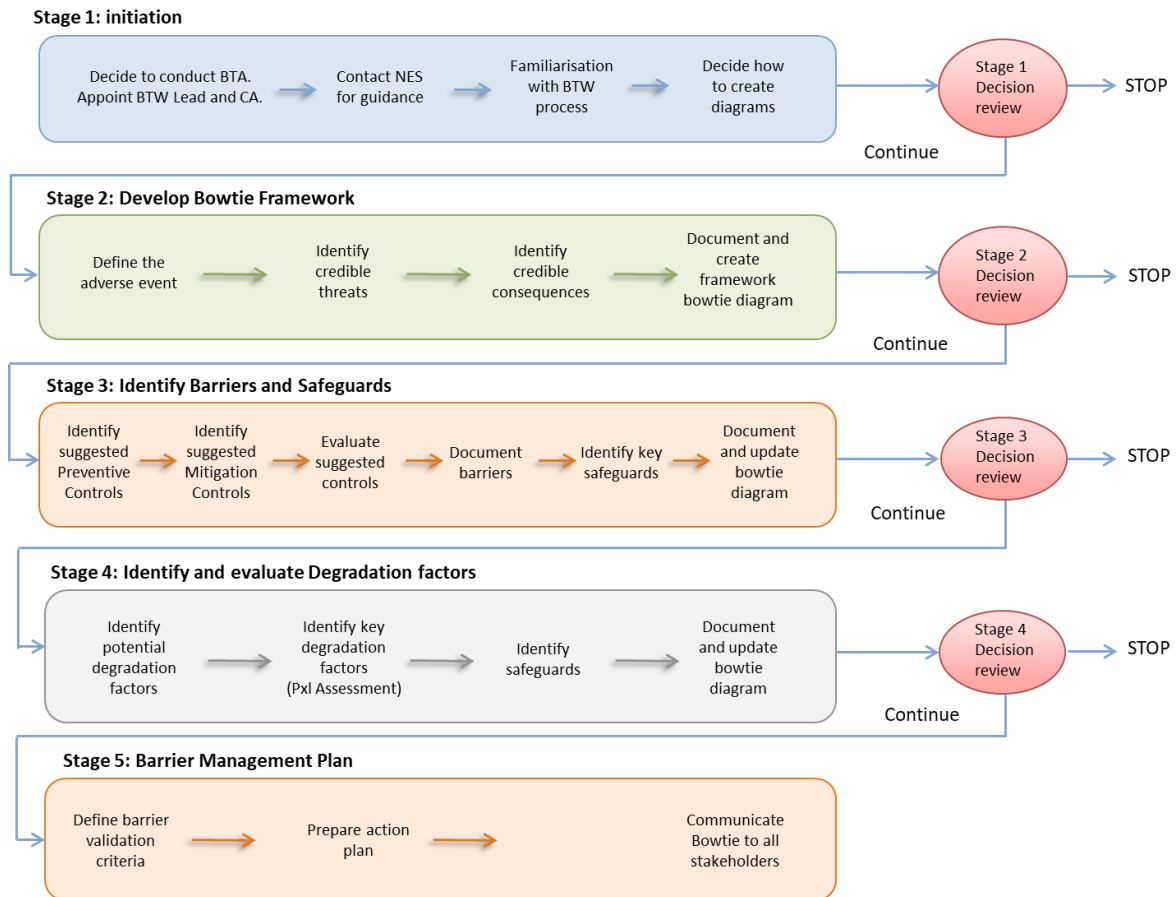 Stage 1: initiation
Decide to conduct BTA.
Appoint BTW Lead and CA.
Contact NES
for guidance
Familiarisation
with BTW
process
Decide how
to create
diagrams
Stage 1
Decision
review
STOP
Continue
Stage 2: Develop Bowtie Framework
Define the
adverse event
Identify
credible
threats
Identify
credible
consequences
Document and
create
framework
bowtie diagram
Stage 2
Decision
review
STOP
Continue
Stage 3: Identify Barriers and Safeguards
Identify
suggested
Preventive
Controls
Identify
suggested
Mitigation
Controls
Evaluate
suggested
controls
Document
barriers
Identify key
safeguards
Document
and update
bowtie
diagram
Stage 3
Decision
review
STOP
Continue
Stage 4: Identify and evaluate Degradation factors
Identify
potential
degradation
factors
Identify key
degradation
factors
(PxI Assessment)
Identify
safeguards
Document
and update
bowtie
diagram
Stage 4
Decision
review
STOP
Continue
Stage 5: Barrier Management Plan
Define barrier
validation
criteria
Prepare action
plan
Communicate
Bowtie to all
stakeholders